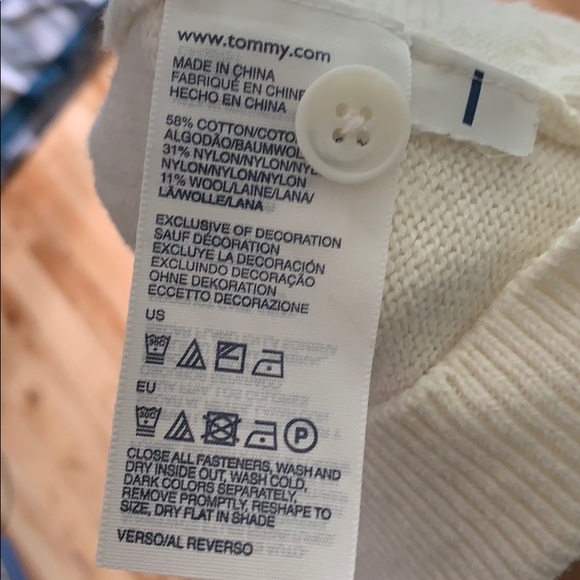 www.tommy.com
MADE IN CHINA
FABRIQUÉ EN CHINE
HECHO EN CHINA
58% COTTON/COTO
ALGODÃO/BAUMWOL
31% NYLON/NYLON/NYL
NYLON/NYLON/NYLON
11% WOOL/LAINE/LANA/
LÃ/WOLLE/LANA
EXCLUSIVE OF DECORATION
SAUF DÉCORATION
EXCLUYE LA DECORACIÓN
EXCLUINDO DECORAÇÃO
OHNE DEKORATION
ECCETTO DECORAZIONE
US
EU
P
CLOSE ALL FASTENERS, WASH AND
DRY INSIDE OUT, WASH COLD,
DARK COLORS SEPARATELY,
REMOVE PROMPTLY, RESHAPE TO
SIZE, DRY FLAT IN SHADE
VERSO/AL REVERSO